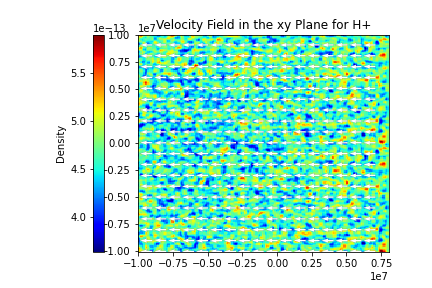 1e−13
1e7
Velocity Field in the xy Plane for H+
5.5
5.0
4.5
4.0
Density
1.00
0.75
0.50
0.25
0.00
−0.25
−0.50
−0.75
−1.00
−1.00 −0.75 −0.50 −0.25 0.00 0.25 0.50 0.75
1e7